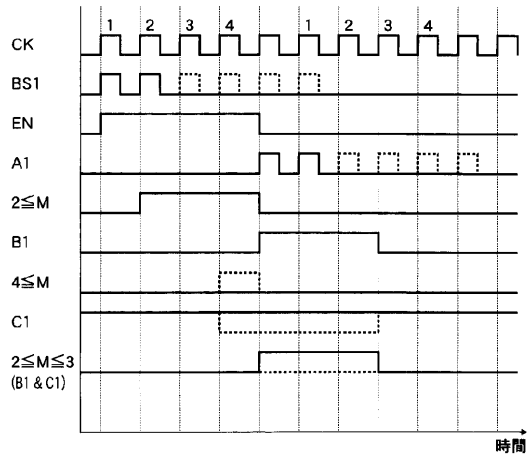 1 2 3 4 1 2 3 4
CK
BS1
EN
A1
2≦M
B1
4≦M
C1
2≦M≦3
(B1 & C1)
時間